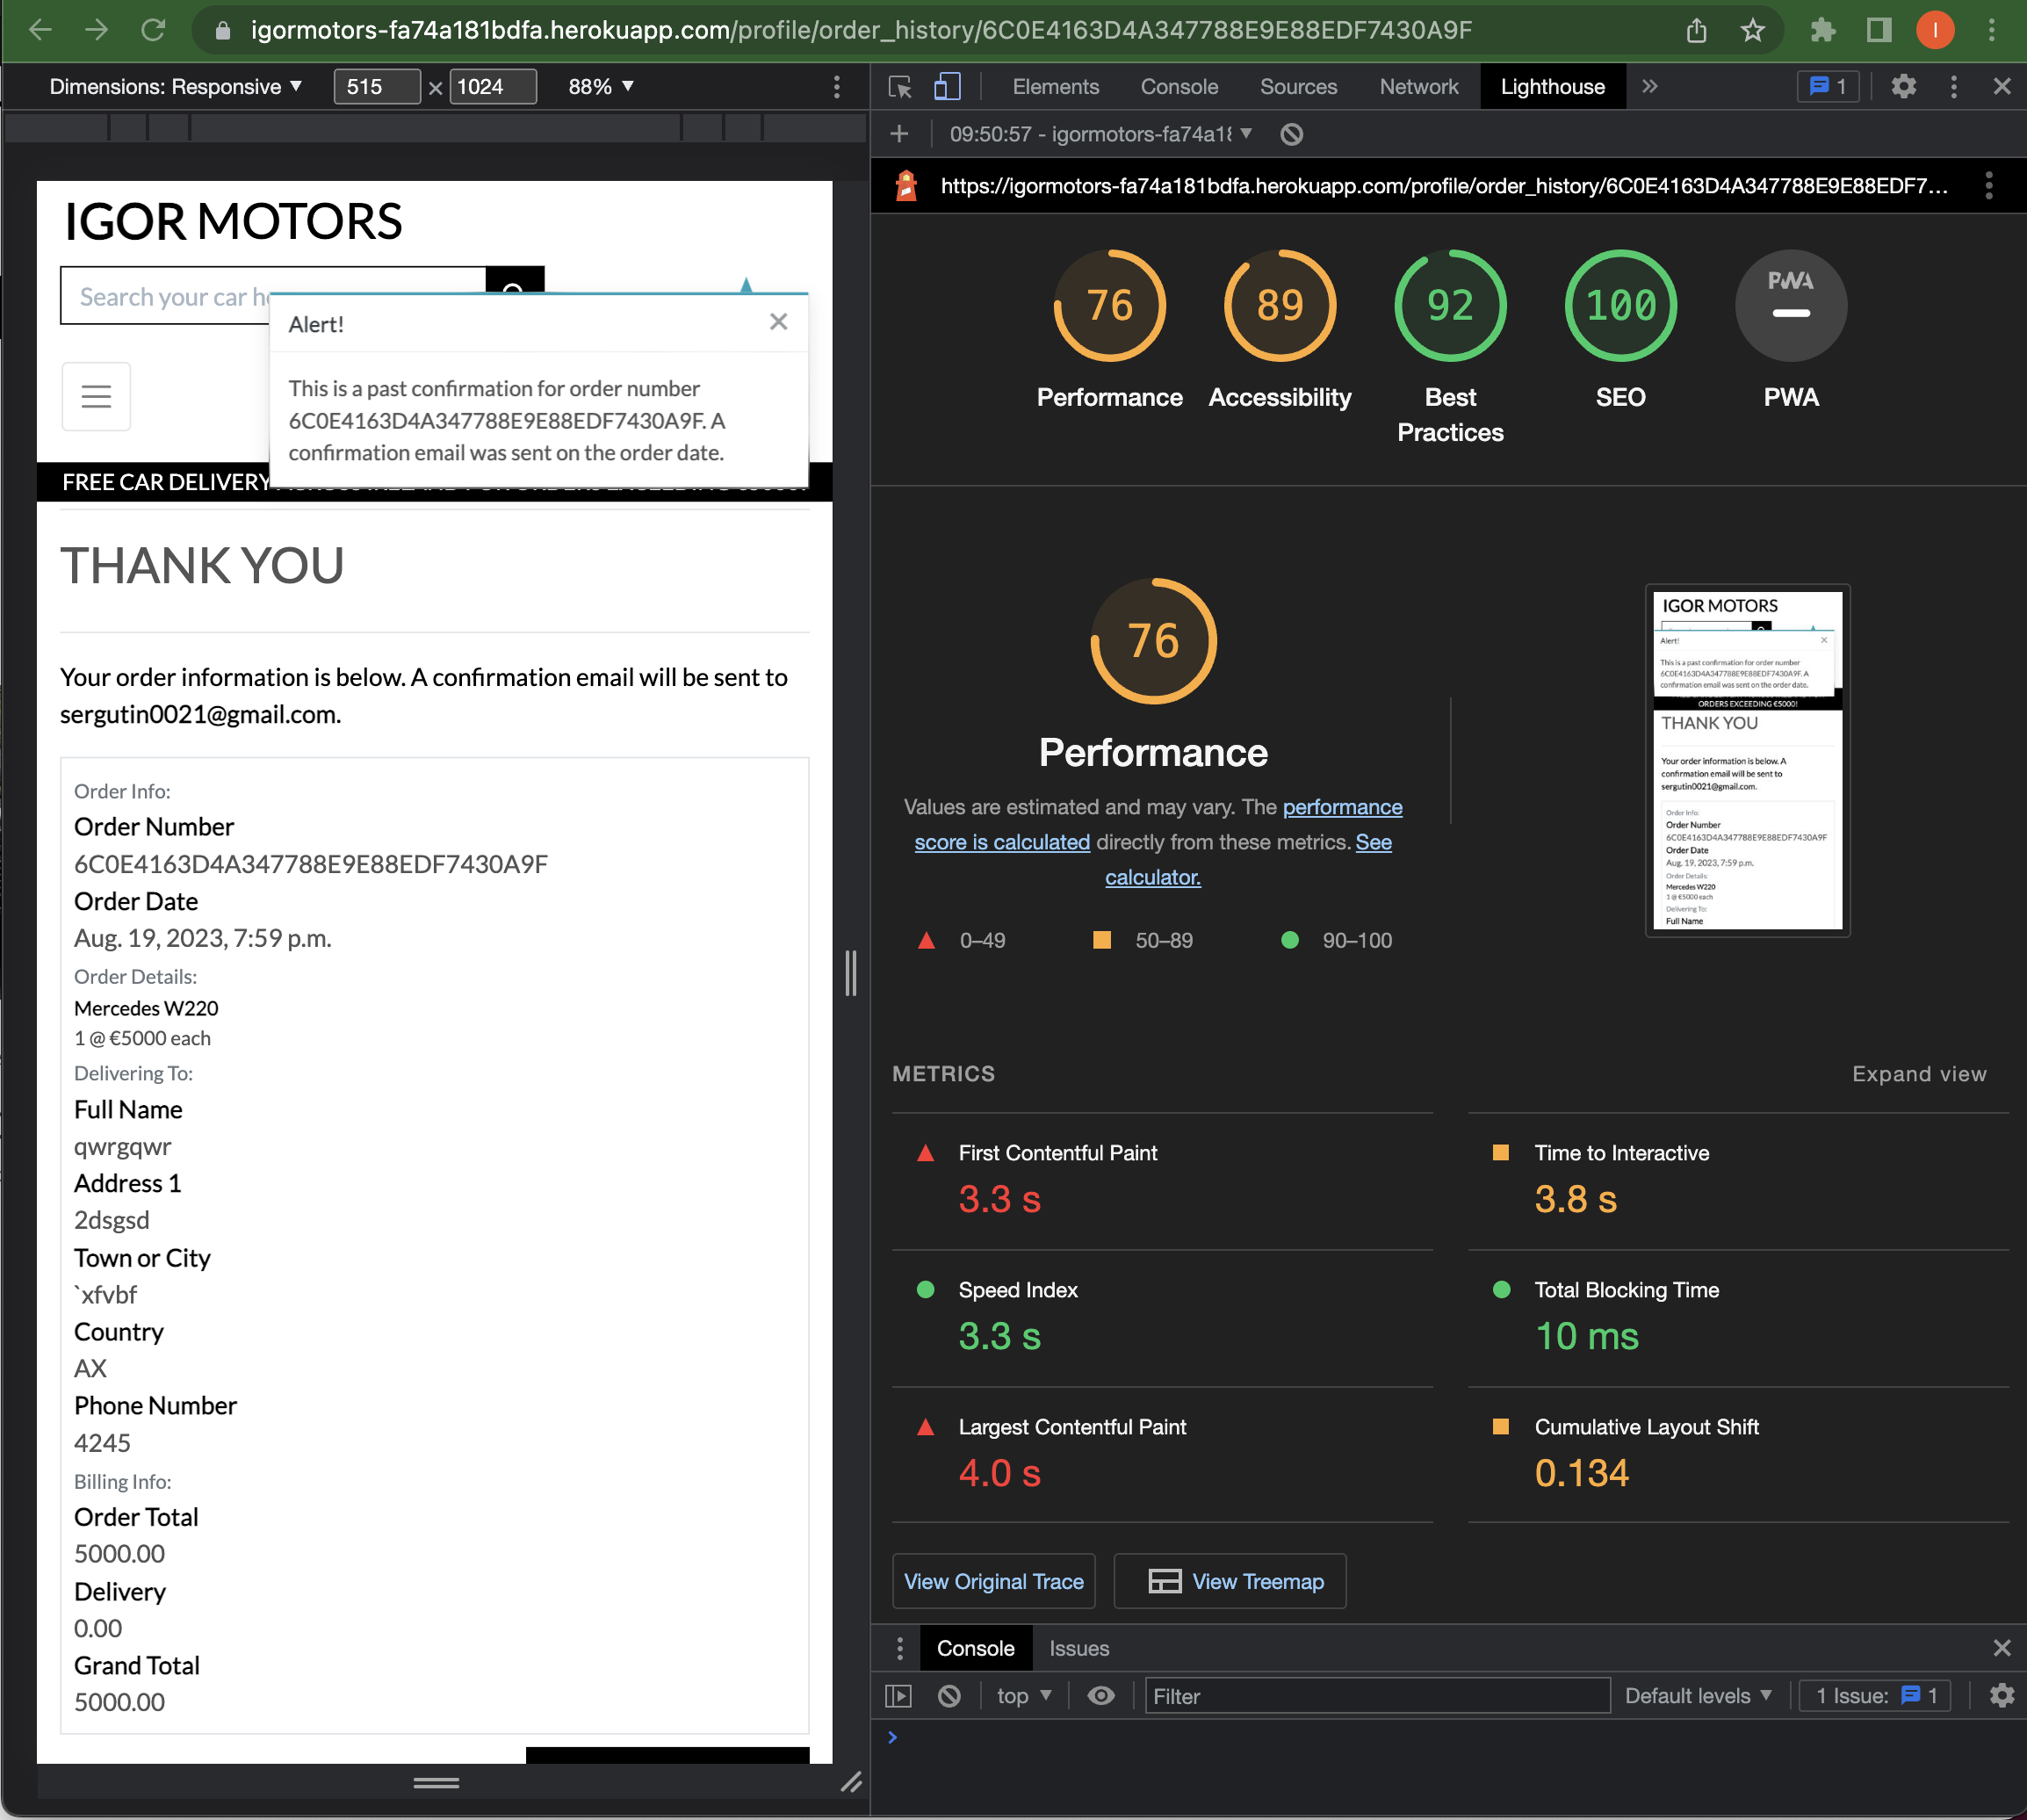 igormotors-fa74a181bdfa.herokuapp.com/profile/order_history/6C0E4163D4A347788E9E88EDF7430A9F
I
Dimensions: Responsive ▼ 515 × 1024 88% ▼
Elements Console Sources Network Lighthouse » 1
09:50:57 - igormotors-fa74a18 ▼
https://igormotors-fa74a181bdfa.herokuapp.com/profile/order_history/6C0E4163D4A347788E9E88EDF7…
IGOR MOTORS
Search your car
Alert!
This is a past confirmation for order number
6C0E4163D4A347788E9E88EDF7430A9F. A
confirmation email was sent on the order date.
FREE CAR DELIVERY
THANK YOU
Your order information is below. A confirmation email will be sent to
sergutin0021@gmail.com.
Order Info:
Order Number
6C0E4163D4A347788E9E88EDF7430A9F
Order Date
Aug. 19, 2023, 7:59 p.m.
Order Details:
Mercedes W220
1 @ €5000 each
Delivering To:
Full Name
qwrgqwr
Address 1
2dsgsd
Town or City
`xfvbf
Country
AX
Phone Number
4245
Billing Info:
Order Total
5000.00
Delivery
0.00
Grand Total
5000.00
76 89 92 100 PWA
Performance Accessibility Best Practices SEO PWA
76
Performance
Values are estimated and may vary. The performance
score is calculated directly from these metrics. See
calculator.
0–49 50–89 90–100
IGOR MOTORS
Alert!
This is a past confirmation for order number
6C0E4163D4A347788E9E88EDF7430A9F. A
confirmation email was sent on the order date.
ORDERS EXCEEDING €5000!
THANK YOU
Your order information is below. A
confirmation email will be sent to
sergutin0021@gmail.com.
Order Info:
Order Number
6C0E4163D4A347788E9E88EDF7430A9F
Order Date
Aug. 19, 2023, 7:59 p.m.
Order Details:
Mercedes W220
1 @ €5000 each
Delivering To:
Full Name
METRICS Expand view
First Contentful Paint
3.3 s
Time to Interactive
3.8 s
Speed Index
3.3 s
Total Blocking Time
10 ms
Largest Contentful Paint
4.0 s
Cumulative Layout Shift
0.134
View Original Trace View Treemap
Console Issues
top ▼ Filter Default levels ▼ 1 Issue: 1